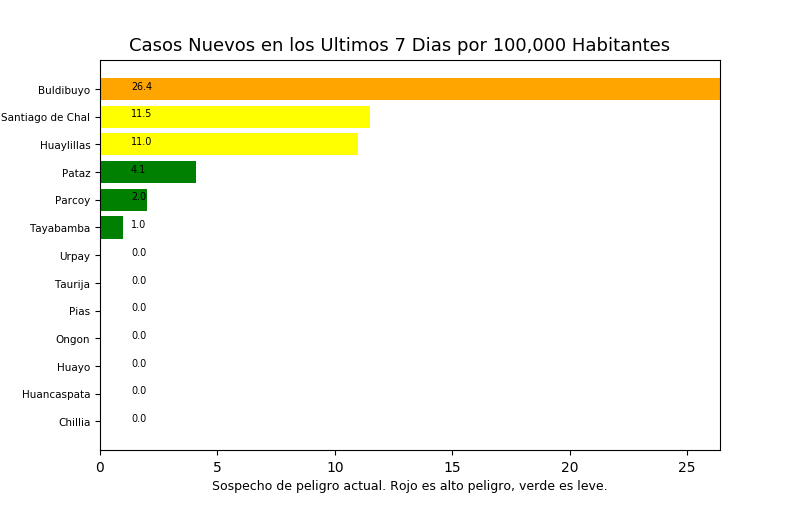 Casos Nuevos en los Ultimos 7 Dias por 100,000 Habitantes
Buldibuyo 26.4
Santiago de Chal 11.5
Huaylillas 11.0
Pataz 4.1
Parcoy 2.0
Tayabamba 1.0
Urpay 0.0
Taurija 0.0
Pias 0.0
Ongon 0.0
Huayo 0.0
Huancaspata 0.0
Chillia 0.0
0 5 10 15 20 25
Sospecho de peligro actual. Rojo es alto peligro, verde es leve.